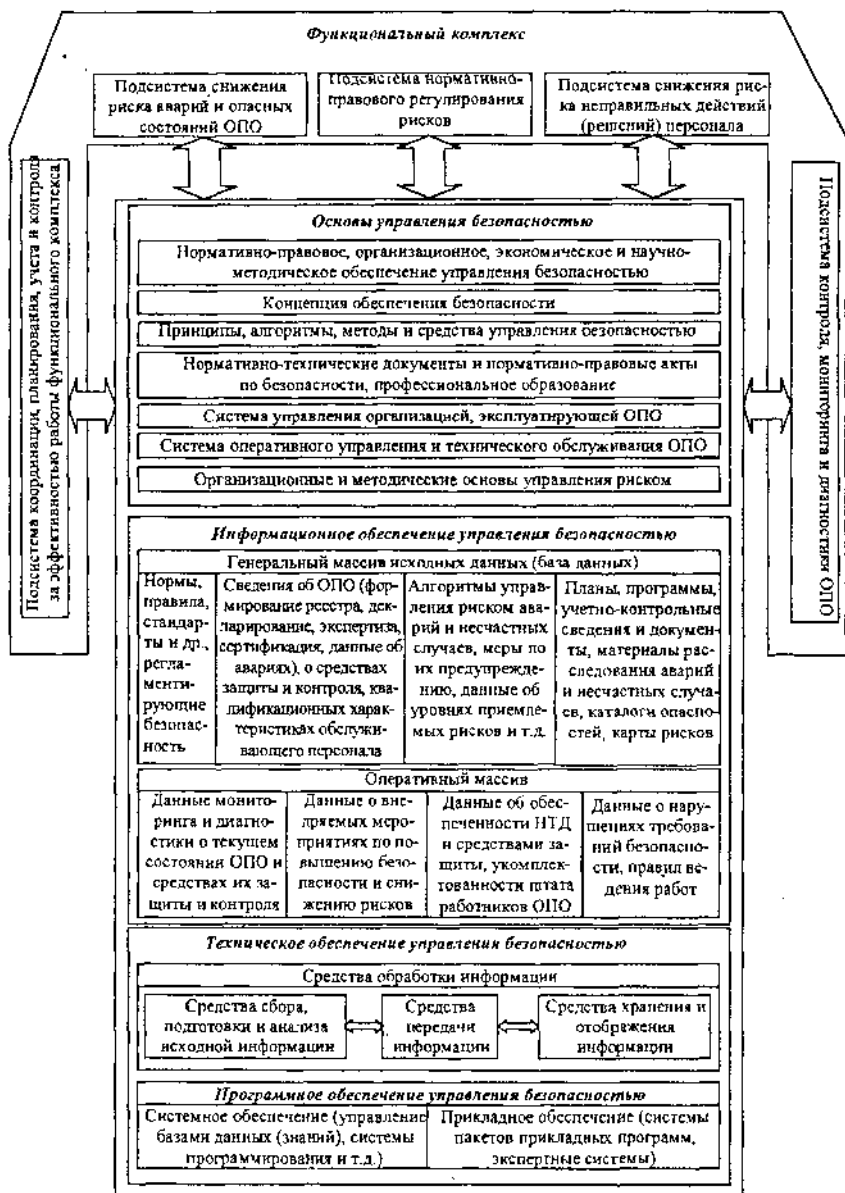 Функциональный комплекс
Подсистема снижения
риска аварий и опасных
состояний ОПО
Подсистема нормативно-
правового регулирования
рисков
Подсистема снижения рис-
ка неправильных действий
(решений) персонала
Подсистема координации, планирования, учета и контроля
за эффективностью работы функционального комплекса
Подсистема контроля, мониторинга и диагностики ОПО
Основы управления безопасностью
Нормативно-правовое, организационное, экономическое и научно-
методическое обеспечение управления безопасностью
Концепция обеспечения безопасности
Принципы, алгоритмы, методы и средства управления безопасностью
Нормативно-технические документы и нормативно-правовые акты
по безопасности, профессиональное образование
Система управления организацией, эксплуатирующей ОПО
Система оперативного управления и технического обслуживания ОПО
Организационные и методические основы управления риском
Информационное обеспечение управления безопасностью
Генеральный массив исходных данных (база данных)
Нормы,
правила,
стандар-
ты и др.,
регла-
менти-
рующие
безопас-
ность
Сведения об ОПО (фор-
мирование реестра, дек-
ларирование, экспертиза,
сертификация, данные об
авариях), о средствах
защиты и контроля, ква-
лификационных харак-
теристиках обслужи-
вающего персонала
Алгоритмы управ-
ления риском ава-
рий и несчастных
случаев, меры по
их предупрежде-
нию, данные об
уровнях приемле-
мых рисков и т.д.
Планы, программы,
учетно-контрольные
сведения и докумен-
ты, материалы рас-
следования аварий
и несчастных случа-
ев, каталоги опасно-
стей, карты рисков
Оперативный массив
Данные монито-
ринга и диагнос-
тики о текущем
состоянии ОПО и
средствах их за-
щиты и контроля
Данные о вне-
дряемых меро-
приятиях по по-
вышению безо-
пасности и сни-
жению рисков
Данные об обес-
печенности НТД
и средствами за-
щиты, укомплек-
тованности штата
работников ОПО
Данные о нару-
шениях требова-
ний безопасно-
сти, правил ве-
дения работ
Техническое обеспечение управления безопасностью
Средства обработки информации
Средства сбора,
подготовки и анализа
исходной информации
Средства
передачи
информации
Средства хранения и
отображения
информации
Программное обеспечение управления безопасностью
Системное обеспечение (управление
базами данных (знаний), системы
программирования и т.д.)
Прикладное обеспечение (системы
пакетов прикладных программ,
экспертные системы)